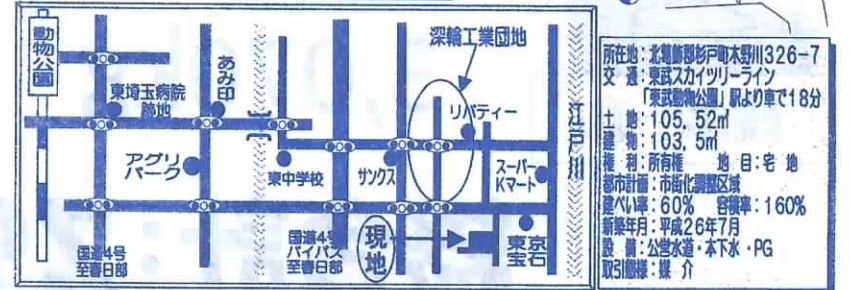 動物公園
東埼玉病院
跡地
あみ印
アグリ
パーク
東中学校
サンクス
深輪工業団地
リバティー
スーパー
Kマート
江戸川
国道4号
至春日部
国道4号
バイパス
至春日部
現地
東京
宝石
所在地:北葛飾郡杉戸町木野川326-7
交 通:東武スカイツリーライン
「東武動物公園」駅より車で18分
土 地:105, 52㎡
建 物:103, 5㎡
権 利:所有権 地 目:宅 地
都市計画:市街化調整区域
建ぺい率:60% 容積率:160%
新築年月:平成26年7月
設 備:公営水道・本下水・PG
取引態様:媒 介